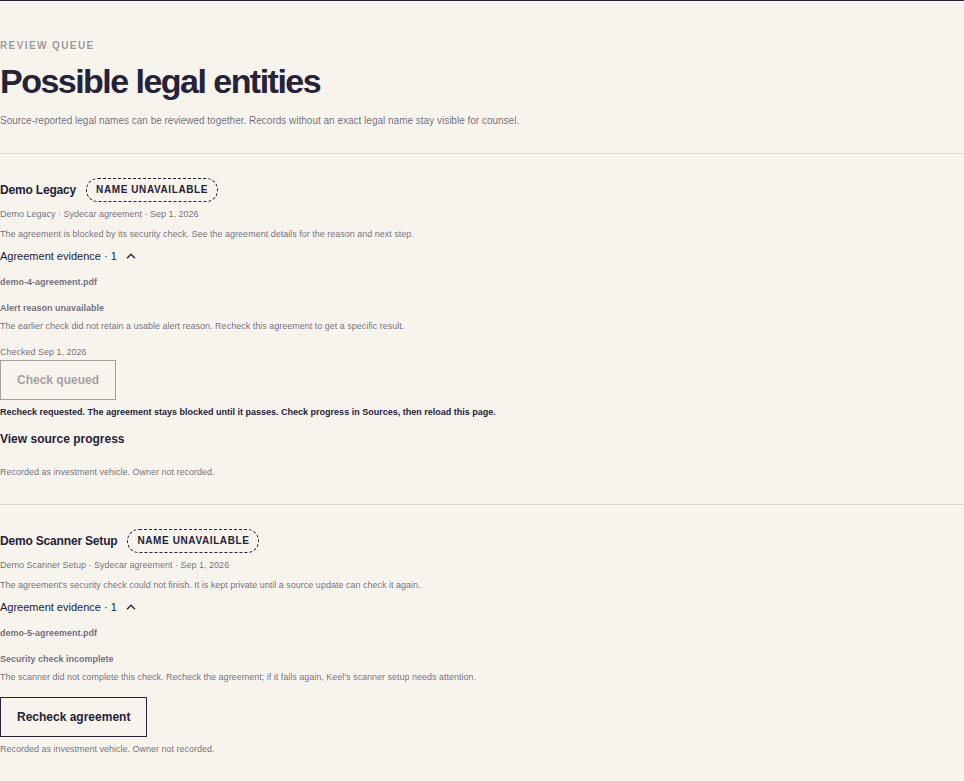 REVIEW QUEUE
Possible legal entities
Source-reported legal names can be reviewed together. Records without an exact legal name stay visible for counsel.
Demo Legacy NAME UNAVAILABLE
Demo Legacy · Sydecar agreement · Sep 1, 2026
The agreement is blocked by its security check. See the agreement details for the reason and next step.
Agreement evidence · 1
demo-4-agreement.pdf
Alert reason unavailable
The earlier check did not retain a usable alert reason. Recheck this agreement to get a specific result.
Checked Sep 1, 2026
Check queued
Recheck requested. The agreement stays blocked until it passes. Check progress in Sources, then reload this page.
View source progress
Recorded as investment vehicle. Owner not recorded.
Demo Scanner Setup NAME UNAVAILABLE
Demo Scanner Setup · Sydecar agreement · Sep 1, 2026
The agreement's security check could not finish. It is kept private until a source update can check it again.
Agreement evidence · 1
demo-5-agreement.pdf
Security check incomplete
The scanner did not complete this check. Recheck the agreement; if it fails again, Keel's scanner setup needs attention.
Recheck agreement
Recorded as investment vehicle. Owner not recorded.